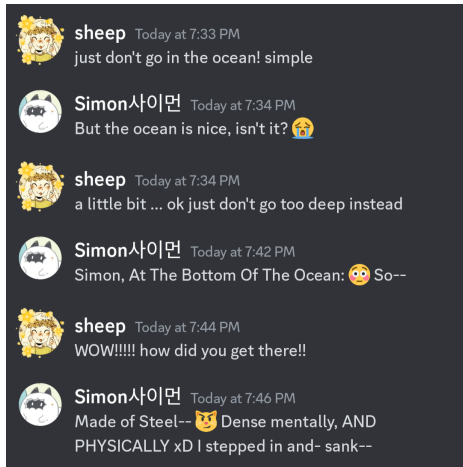 sheep Today at 7:33 PM
just don't go in the ocean! simple
Simon사이먼 Today at 7:34 PM
But the ocean is nice, isn't it? 😭
sheep Today at 7:34 PM
a little bit ... ok just don't go too deep instead
Simon사이먼 Today at 7:42 PM
Simon, At The Bottom Of The Ocean: 😳 So--
sheep Today at 7:44 PM
WOW!!!!! how did you get there!!
Simon사이먼 Today at 7:46 PM
Made of Steel-- 😼 Dense mentally, AND
PHYSICALLY xD I stepped in and- sank--